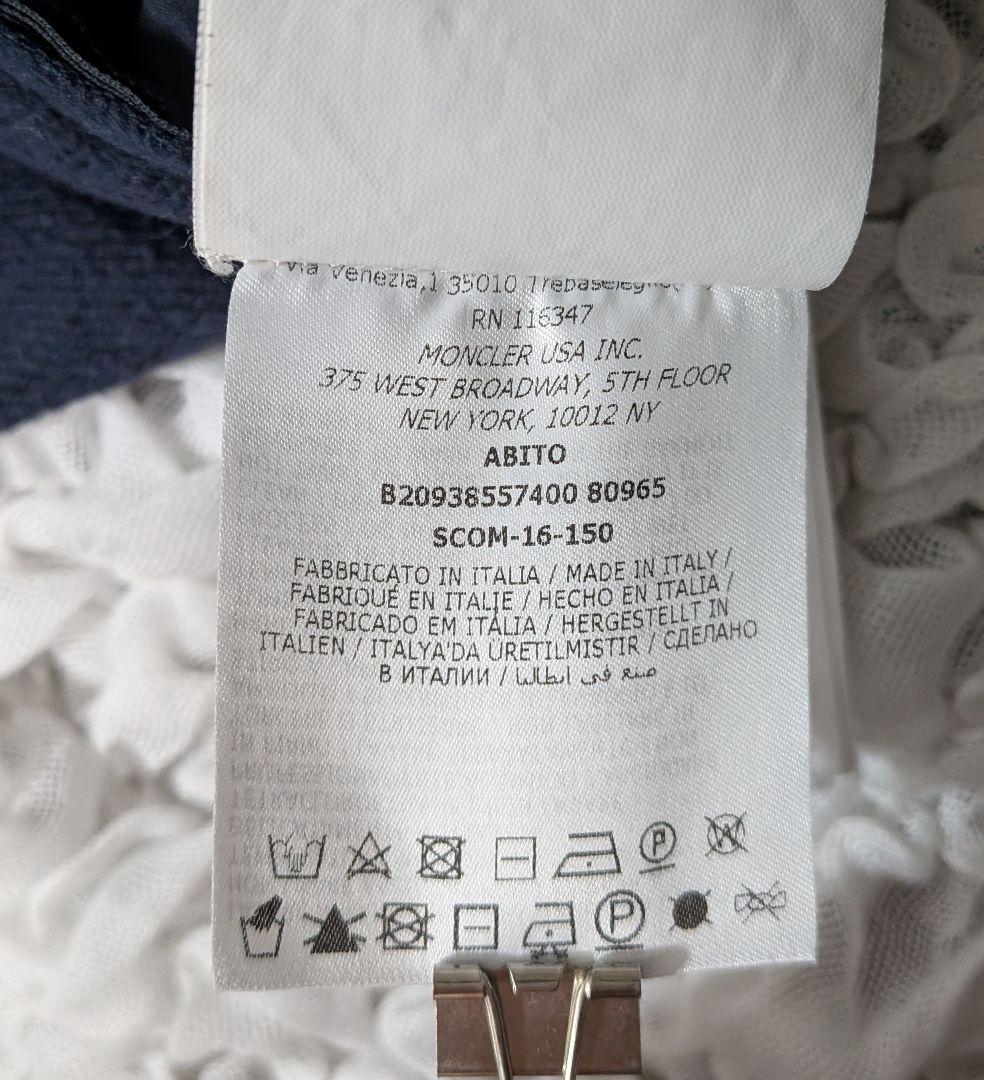 Via Venezia,1 35010 Trebaseleghe
RN 116347
MONCLER USA INC.
375 WEST BROADWAY, 5TH FLOOR
NEW YORK, 10012 NY
ABITO
B20938557400 80965
SCOM-16-150
FABBRICATO IN ITALIA / MADE IN ITALY /
FABRIQUÉ EN ITALIE / HECHO EN ITALIA /
FABRICADO EM ITÁLIA / HERGESTELLT IN
ITALIEN / ITALYA'DA ÜRETILMISTIR / СДЕЛАНО
В ИТАЛИИ / صنع في ايطاليا
P
W
P